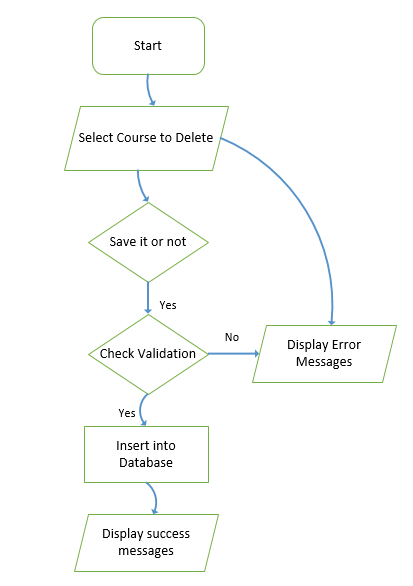 Start
Select Course to Delete
Save it or not
Yes
No
Check Validation
Display Error
Messages
Yes
Insert into
Database
Display success
messages